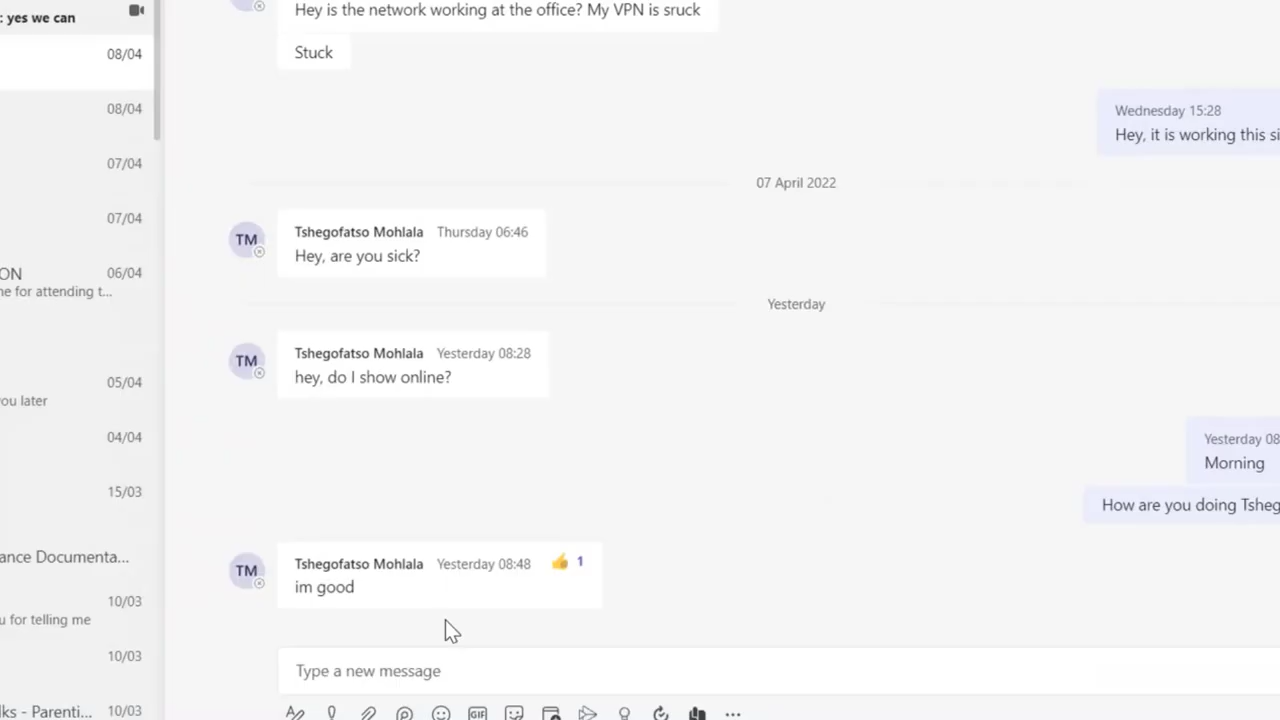 : yes we can
08/04
08/04
07/04
07/04
ON 06/04
ne for attending t...
05/04
ou later
04/04
15/03
ance Documenta...
10/03
u for telling me
10/03
lks - Parenti... 10/03
Hey is the network working at the office? My VPN is sruck
Stuck
Wednesday 15:28
Hey, it is working this si
07 April 2022
TM
Tshegofatso Mohlala Thursday 06:46
Hey, are you sick?
Yesterday
TM
Tshegofatso Mohlala Yesterday 08:28
hey, do I show online?
Yesterday 08
Morning
How are you doing Tsheg
TM
Tshegofatso Mohlala Yesterday 08:48 👍 1
im good
Type a new message
GIF